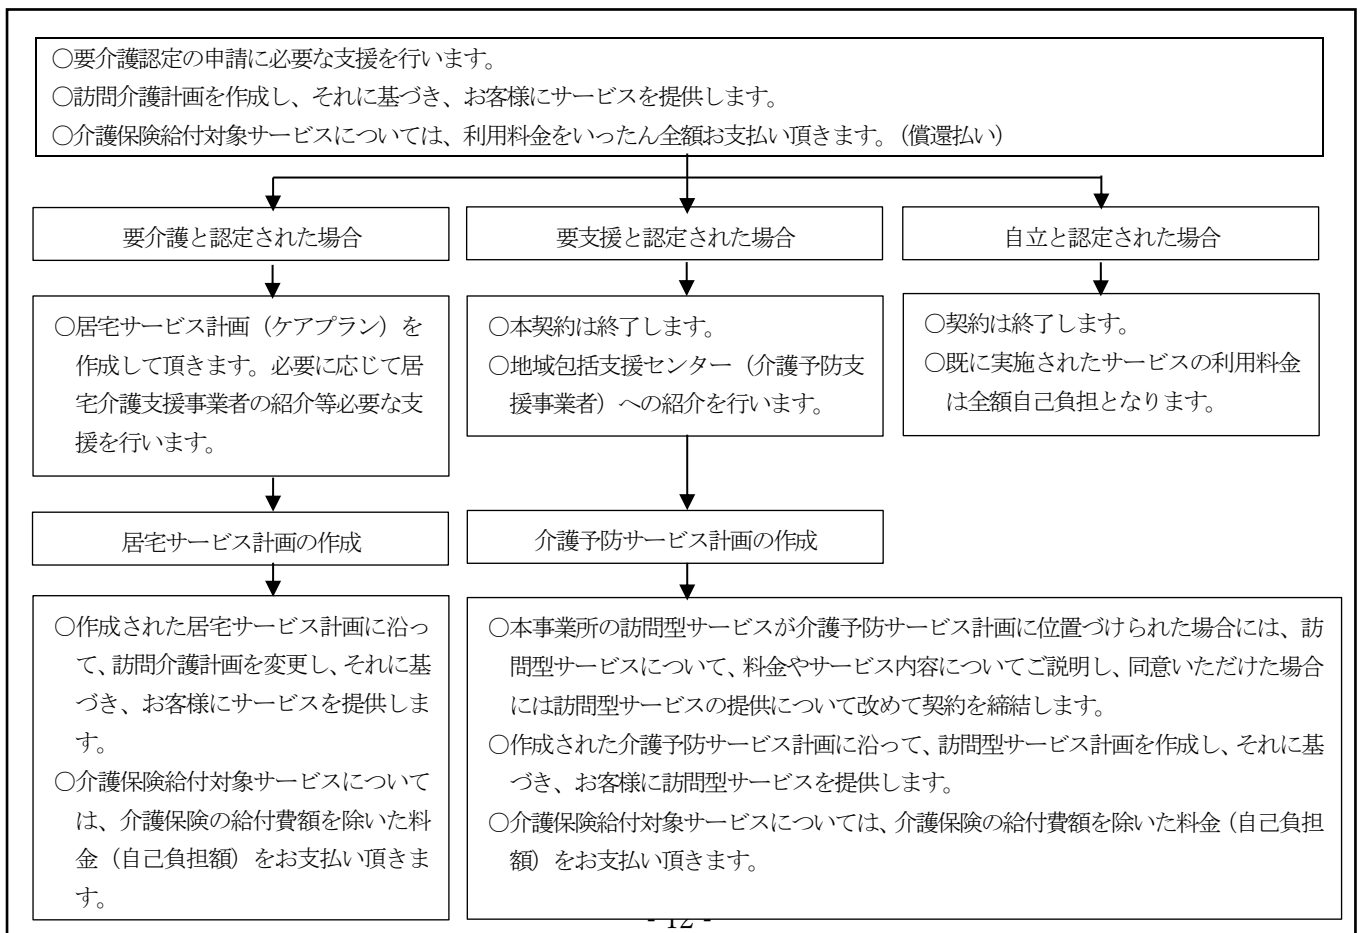 ○要介護認定の申請に必要な支援を行います。
○訪問介護計画を作成し、それに基づき、お客様にサービスを提供します。
○介護保険給付対象サービスについては、利用料金をいったん全額お支払い頂きます。（償還払い）
要介護と認定された場合
要支援と認定された場合
自立と認定された場合
○居宅サービス計画（ケアプラン）を
作成して頂きます。必要に応じて居
宅介護支援事業者の紹介等必要な支
援を行います。
○本契約は終了します。
○地域包括支援センター（介護予防支
援事業者）への紹介を行います。
○契約は終了します。
○既に実施されたサービスの利用料金
は全額自己負担となります。
居宅サービス計画の作成
介護予防サービス計画の作成
○作成された居宅サービス計画に沿っ
て、訪問介護計画を変更し、それに基
づき、お客様にサービスを提供しま
す。
○介護保険給付対象サービスについて
は、介護保険の給付費額を除いた料
金（自己負担額）をお支払い頂きま
す。
○本事業所の訪問型サービスが介護予防サービス計画に位置づけられた場合には、訪
問型サービスについて、料金やサービス内容についてご説明し、同意いただけた場合
には訪問型サービスの提供について改めて契約を締結します。
○作成された介護予防サービス計画に沿って、訪問型サービス計画を作成し、それに基
づき、お客様に訪問型サービスを提供します。
○介護保険給付対象サービスについては、介護保険の給付費額を除いた料金（自己負担
額）をお支払い頂きます。
- 12 -